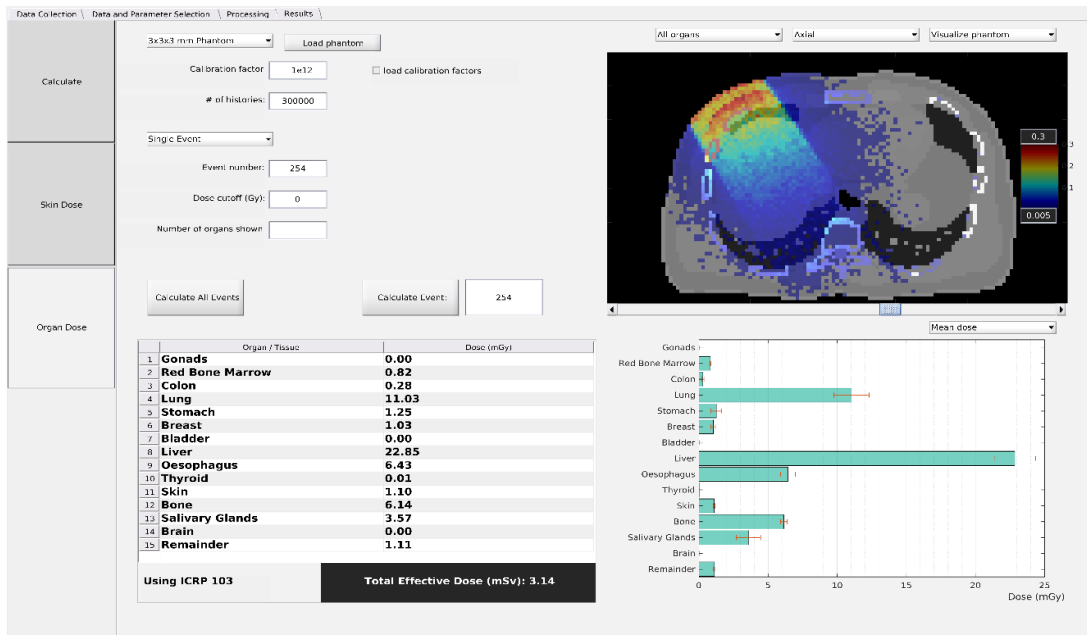 Data Collection Data and Parameter Selection Processing Results
Calculate
Skin Dose
Organ Dose
3x3x3 mm Phantom Load phantom
Calibration factor 1e12 load calibration factors
# of histories: 300000
Single Event
Event number: 254
Dose cutoff (Gy): 0
Number of organs shown
Calculate All Events Calculate Event: 254
Organ / Tissue Dose (mGy)
1 Gonads 0.00
2 Red Bone Marrow 0.82
3 Colon 0.28
4 Lung 11.03
5 Stomach 1.25
6 Breast 1.03
7 Bladder 0.00
8 Liver 22.85
9 Oesophagus 6.43
10 Thyroid 0.01
11 Skin 1.10
12 Bone 6.14
13 Salivary Glands 3.57
14 Brain 0.00
15 Remainder 1.11
Using ICRP 103 Total Effective Dose (mSv): 3.14
All organs Axial Visualize phantom
0.3
0.005
Mean dose
Gonads
Red Bone Marrow
Colon
Lung
Stomach
Breast
Bladder
Liver
Oesophagus
Thyroid
Skin
Bone
Salivary Glands
Brain
Remainder
0 5 10 15 20 25
Dose (mGy)